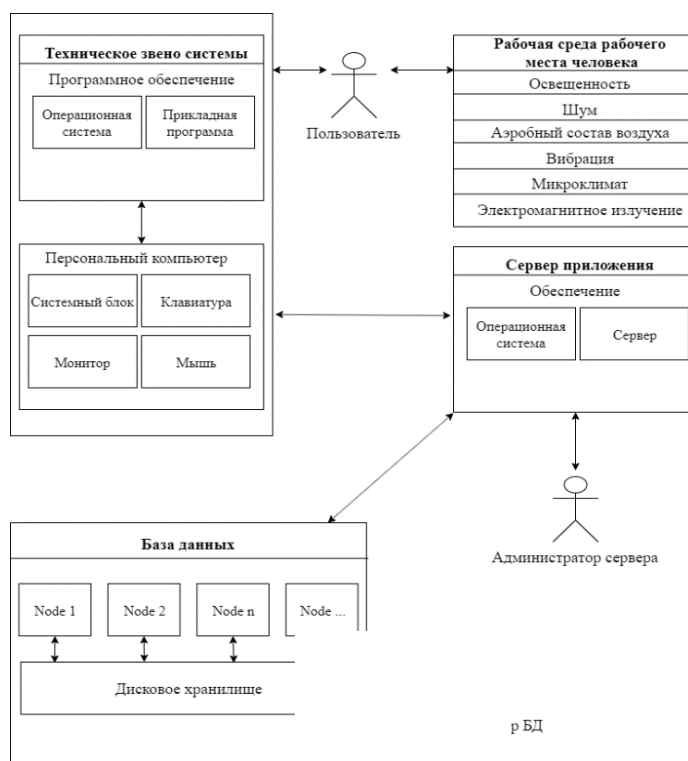 Техническое звено системы
Программное обеспечение
Операционная
система
Прикладная
программа
Пользователь
Рабочая среда рабочего
места человека
Освещенность
Шум
Аэробный состав воздуха
Вибрация
Микроклимат
Электромагнитное излучение
Персональный компьютер
Системный блок
Клавиатура
Монитор
Мышь
Сервер приложения
Обеспечение
Операционная
система
Сервер
Администратор сервера
База данных
Node 1
Node 2
Node n
Node ...
Дисковое хранилище
р БД